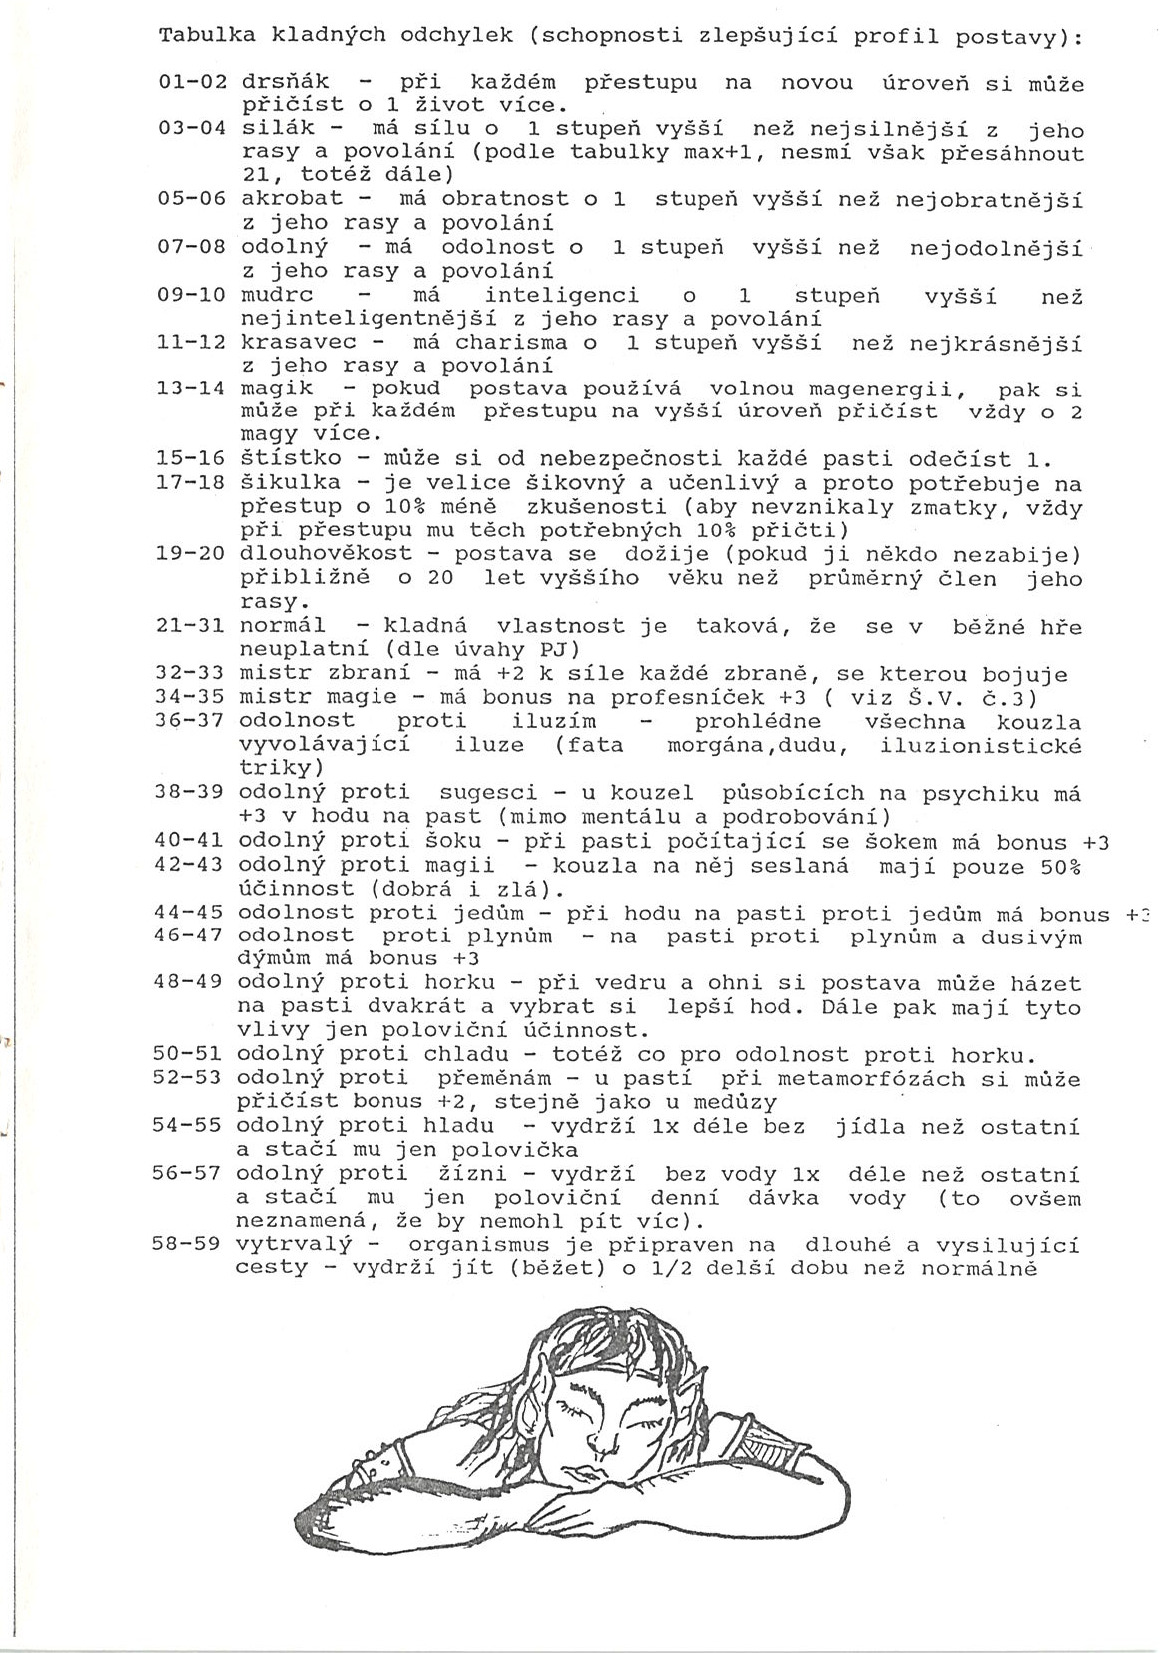 Tabulka kladných odchylek (schopnosti zlepšující profil postavy):
01-02 drsňák - při každém přestupu na novou úroveň si může
přičíst o 1 život více.
03-04 silák - má sílu o 1 stupeň vyšší než nejsilnější z jeho
rasy a povolání (podle tabulky max+1, nesmí však přesáhnout
21, totéž dále)
05-06 akrobat - má obratnost o 1 stupeň vyšší než nejobratnější
z jeho rasy a povolání
07-08 odolný - má odolnost o 1 stupeň vyšší než nejodolnější
z jeho rasy a povolání
09-10 mudrc - má inteligenci o 1 stupeň vyšší než
nejinteligentnější z jeho rasy a povolání
11-12 krasavec - má charisma o 1 stupeň vyšší než nejkrásnější
z jeho rasy a povolání
13-14 magik - pokud postava používá volnou magenergii, pak si
může při každém přestupu na vyšší úroveň přičíst vždy o 2
magy více.
15-16 štístko - může si od nebezpečnosti každé pasti odečíst 1.
17-18 šikulka - je velice šikovný a učenlivý a proto potřebuje na
přestup o 10% méně zkušenosti (aby nevznikaly zmatky, vždy
při přestupu mu těch potřebných 10% přičti)
19-20 dlouhověkost - postava se dožije (pokud ji někdo nezabije)
přibližně o 20 let vyššího věku než průměrný člen jeho
rasy.
21-31 normál - kladná vlastnost je taková, že se v běžné hře
neuplatní (dle úvahy PJ)
32-33 mistr zbraní - má +2 k síle každé zbraně, se kterou bojuje
34-35 mistr magie - má bonus na profesníček +3 ( viz Š.V. č.3)
36-37 odolnost proti iluzím - prohlédne všechna kouzla
vyvolávající iluze (fata morgána,dudu, iluzionistické
triky)
38-39 odolný proti sugesci - u kouzel působících na psychiku má
+3 v hodu na past (mimo mentálu a podrobování)
40-41 odolný proti šoku - při pasti počítající se šokem má bonus +3
42-43 odolný proti magii - kouzla na něj seslaná mají pouze 50%
účinnost (dobrá i zlá).
44-45 odolnost proti jedům - při hodu na pasti proti jedům má bonus +3
46-47 odolnost proti plynům - na pasti proti plynům a dusivým
dýmům má bonus +3
48-49 odolný proti horku - při vedru a ohni si postava může házet
na pasti dvakrát a vybrat si lepší hod. Dále pak mají tyto
vlivy jen poloviční účinnost.
50-51 odolný proti chladu - totéž co pro odolnost proti horku.
52-53 odolný proti přeměnám - u pastí při metamorfózách si může
přičíst bonus +2, stejně jako u medůzy
54-55 odolný proti hladu - vydrží 1x déle bez jídla než ostatní
a stačí mu jen polovička
56-57 odolný proti žízni - vydrží bez vody 1x déle než ostatní
a stačí mu jen poloviční denní dávka vody (to ovšem
neznamená, že by nemohl pít víc).
58-59 vytrvalý - organismus je připraven na dlouhé a vysilující
cesty - vydrží jít (běžet) o 1/2 delší dobu než normálně